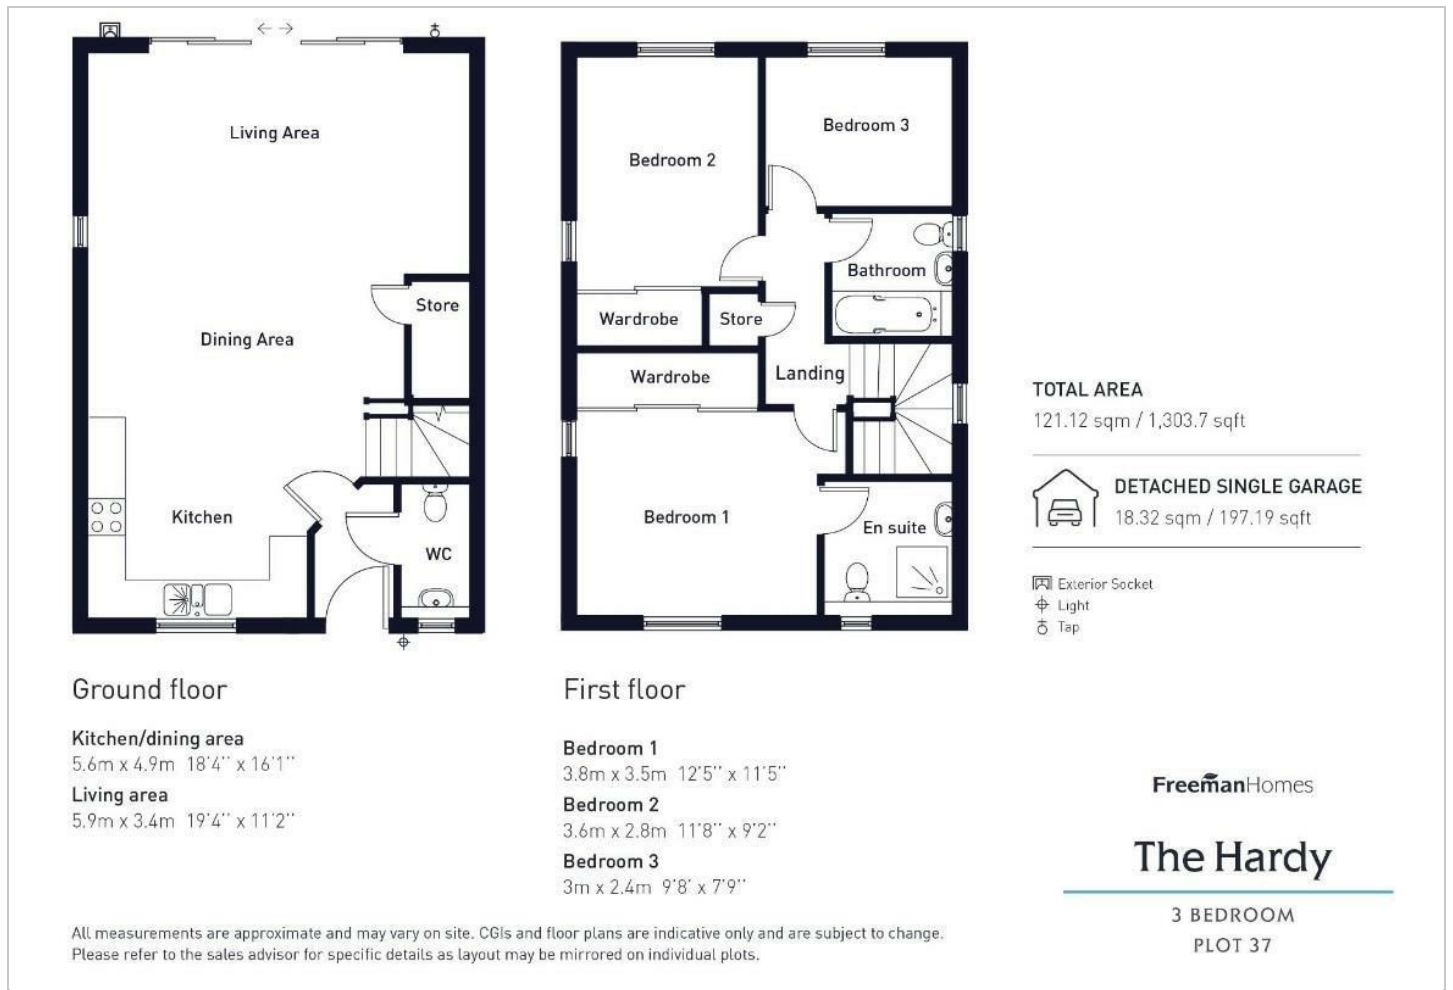 Living Area
Store
Dining Area
Kitchen
WC
Bedroom 2
Bedroom 3
Bathroom
Wardrobe
Store
Wardrobe
Landing
Bedroom 1
En suite
TOTAL AREA
121.12 sqm / 1,303.7 sqft
DETACHED SINGLE GARAGE
18.32 sqm / 197.19 sqft
Exterior Socket
Light
Tap
Ground floor
Kitchen/dining area
5.6m x 4.9m 18'4'' x 16'1''
Living area
5.9m x 3.4m 19'4'' x 11'2''
First floor
Bedroom 1
3.8m x 3.5m 12'5'' x 11'5''
Bedroom 2
3.6m x 2.8m 11'8'' x 9'2''
Bedroom 3
3m x 2.4m 9'8' x 7'9''
All measurements are approximate and may vary on site. CGIs and floor plans are indicative only and are subject to change.
Please refer to the sales advisor for specific details as layout may be mirrored on individual plots.
FreemanHomes
The Hardy
3 BEDROOM
PLOT 37